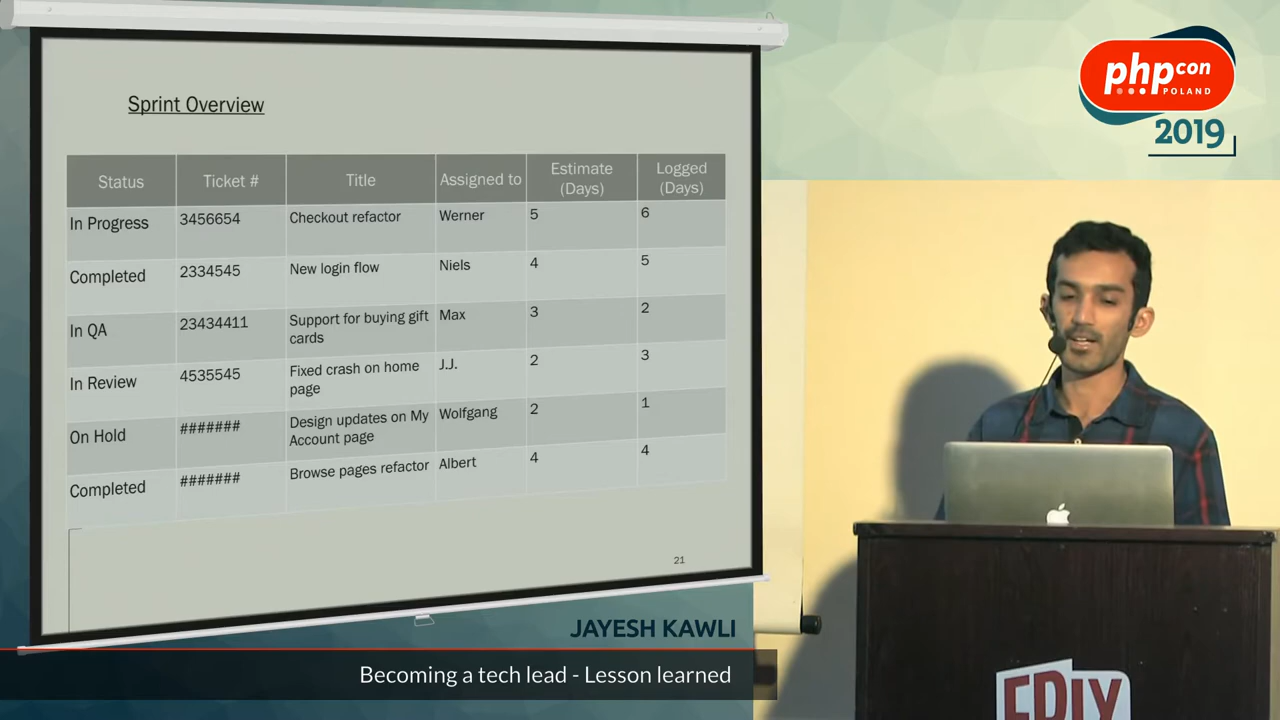 Sprint Overview
Status Ticket # Title Assigned to Estimate (Days) Logged (Days)
In Progress 3456654 Checkout refactor Werner 5 6
Completed 2334545 New login flow Niels 4 5
In QA 23434411 Support for buying gift cards Max 3 2
In Review 4535545 Fixed crash on home page J.J. 2 3
On Hold ####### Design updates on My Account page Wolfgang 2 1
Completed ####### Browse pages refactor Albert 4 4
21
php con
POLAND
2019
JAYESH KAWLI
Becoming a tech lead - Lesson learned